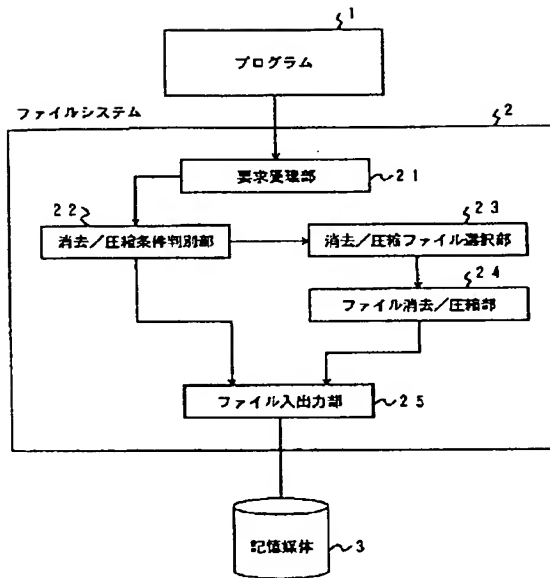 1
プログラム
ファイルシステム
2
要求受理部
21
22
消去/圧縮条件判別部
23
消去/圧縮ファイル選択部
24
ファイル消去/圧縮部
ファイル入出力部
25
記憶媒体
3